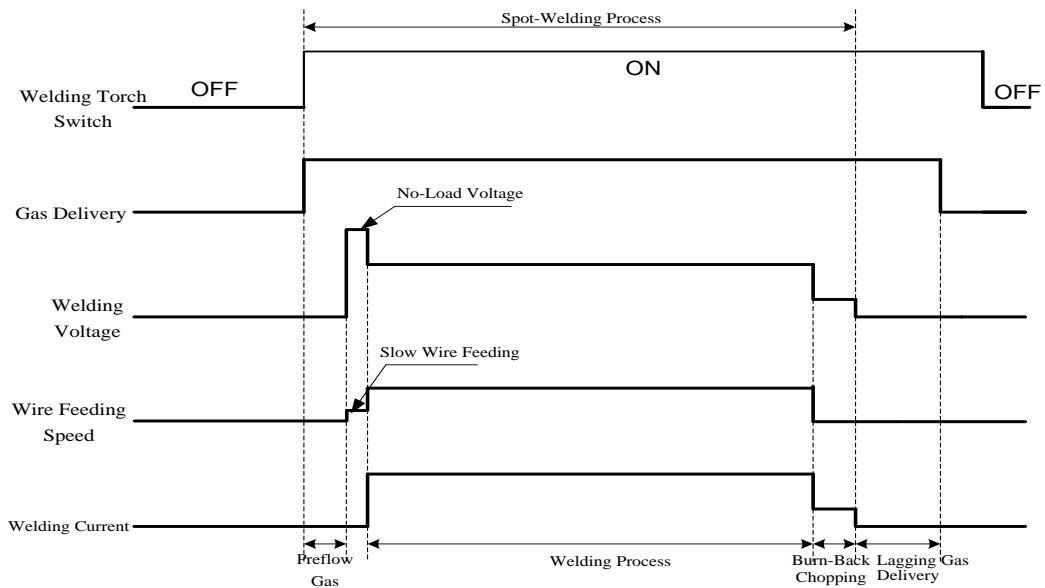 Spot-Welding Process
OFF
ON
OFF
Welding Torch
Switch
Gas Delivery
No-Load Voltage
Welding
Voltage
Slow Wire Feeding
Wire Feeding
Speed
Welding Current
Preflow
Gas
Welding Process
Burn-Back
Chopping
Lagging Gas
Delivery